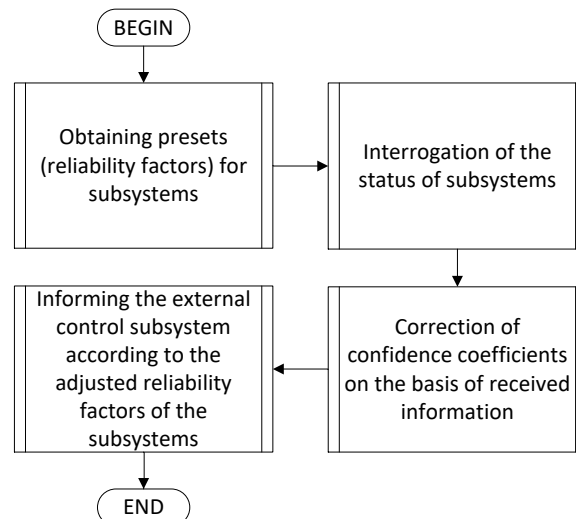 BEGIN
Obtaining presets
(reliability factors) for
subsystems
Interrogation of the
status of subsystems
Correction of
confidence coefficients
on the basis of received
information
Informing the external
control subsystem
according to the
adjusted reliability
factors of the
subsystems
END